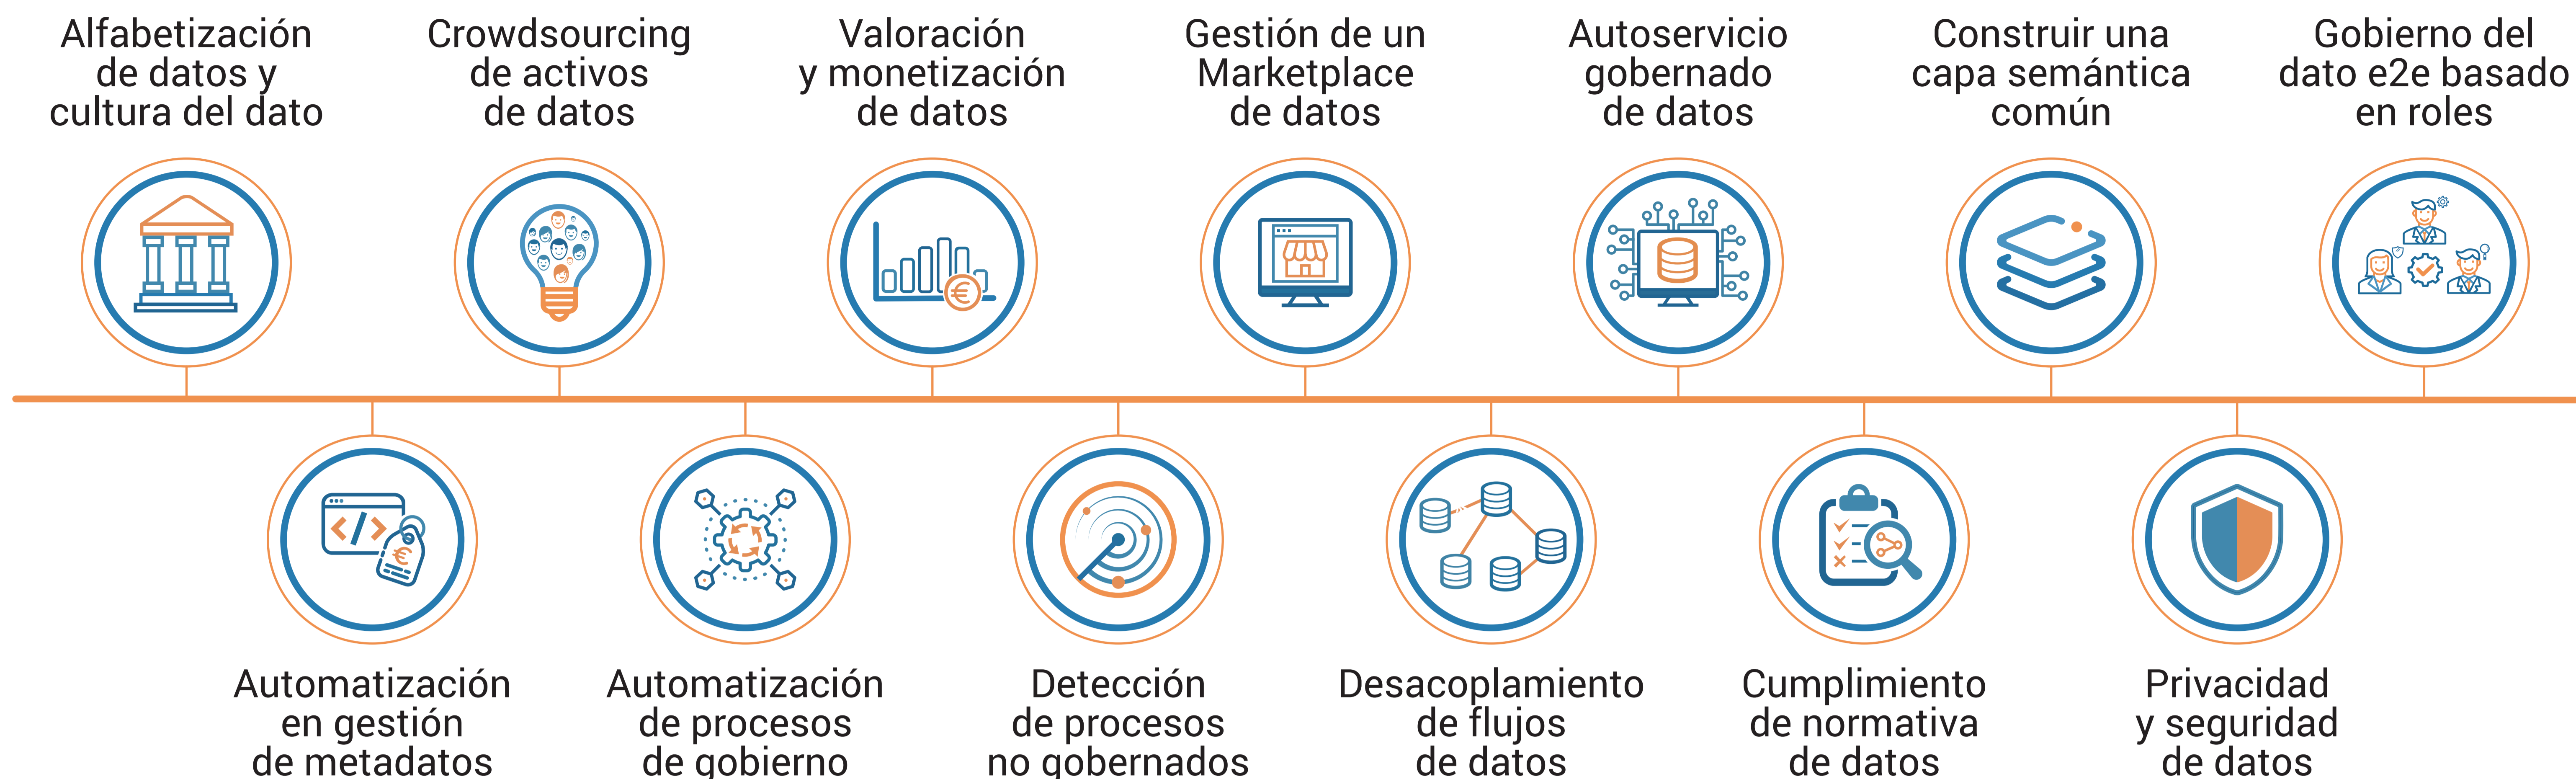 Alfabetización
de datos y
cultura del dato
Crowdsourcing
de activos
de datos
Valoración
y monetización
de datos
Gestión de un
Marketplace
de datos
Autoservicio
gobernado
de datos
Construir una
capa semántica
común
Gobierno del
dato e2e basado
en roles
Automatización
en gestión
de metadatos
Automatización
de procesos
de gobierno
Detección
de procesos
no gobernados
Desacoplamiento
de flujos
de datos
Cumplimiento
de normativa
de datos
Privacidad
y seguridad
de datos